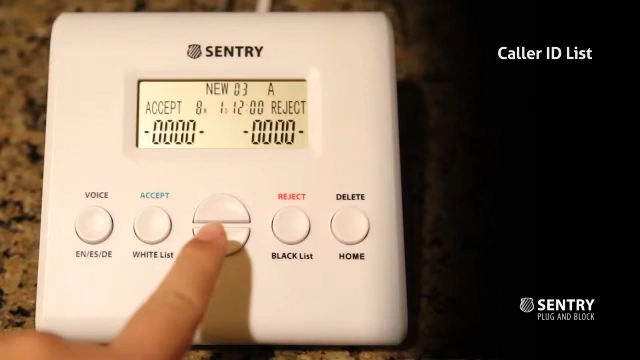 SENTRY
Caller ID List
NEW 03 A
ACCEPT 8 1 12:00 REJECT
-0000- -0000-
VOICE ACCEPT REJECT DELETE
EN/ES/DE WHITE List BLACK List HOME
SENTRY
PLUG AND BLOCK